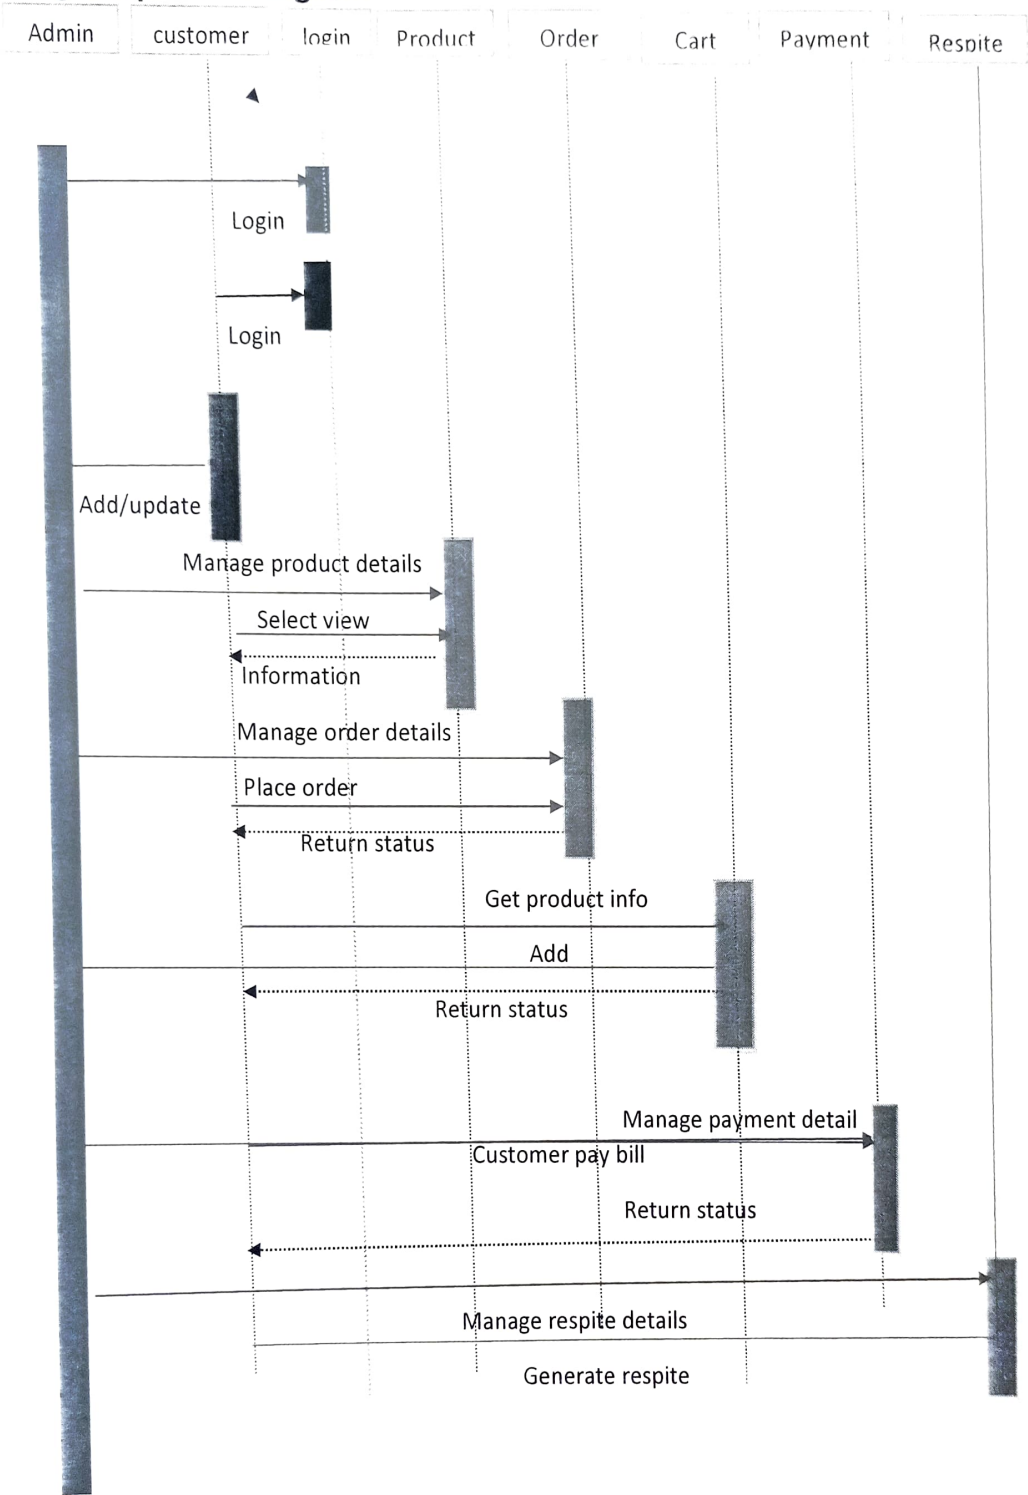 Admin customer login Product Order Cart Payment Respite
Login
Login
Add/update
Manage product details
Select view
Information
Manage order details
Place order
Return status
Get product info
Add
Return status
Manage payment detail
Customer pay bill
Return status
Manage respite details
Generate respite